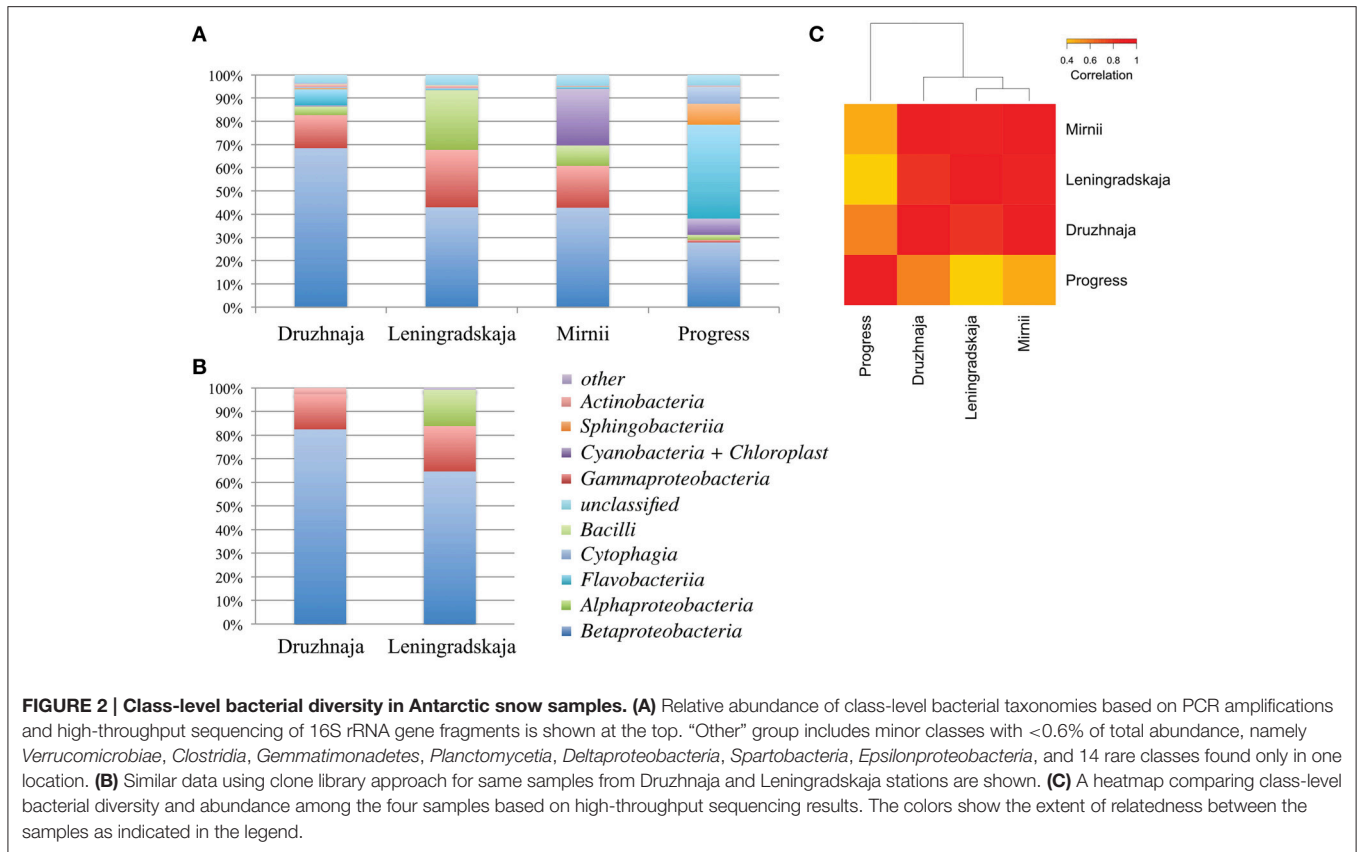 A
100%
90%
80%
70%
60%
50%
40%
30%
20%
10%
0%
Druzhnaja Leningradskaja Mirnii Progress
B
100%
90%
80%
70%
60%
50%
40%
30%
20%
10%
0%
Druzhnaja Leningradskaja
other
Actinobacteria
Sphingobacteriia
Cyanobacteria + Chloroplast
Gammaproteobacteria
unclassified
Bacilli
Cytophagia
Flavobacteriia
Alphaproteobacteria
Betaproteobacteria
C
0.4 0.6 0.8 1
Correlation
Mirnii
Leningradskaja
Druzhnaja
Progress
Progress
Druzhnaja
Leningradskaja
Mirnii
FIGURE 2 | Class-level bacterial diversity in Antarctic snow samples. (A) Relative abundance of class-level bacterial taxonomies based on PCR amplifications
and high-throughput sequencing of 16S rRNA gene fragments is shown at the top. “Other” group includes minor classes with <0.6% of total abundance, namely
Verrucomicrobiae, Clostridia, Gemmatimonadetes, Planctomycetia, Deltaproteobacteria, Spartobacteria, Epsilonproteobacteria, and 14 rare classes found only in one
location. (B) Similar data using clone library approach for same samples from Druzhnaja and Leningradskaja stations are shown. (C) A heatmap comparing class-level
bacterial diversity and abundance among the four samples based on high-throughput sequencing results. The colors show the extent of relatedness between the
samples as indicated in the legend.